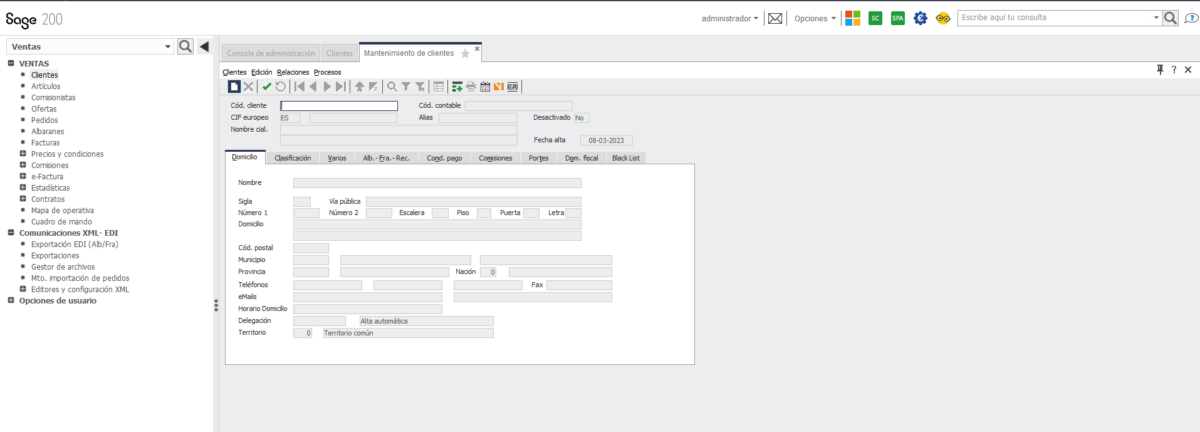 sage 200
administrador
Opciones
SC
SPA
Escribe aquí tu consulta
Ventas
VENTAS
Clientes
Artículos
Comisionistas
Ofertas
Pedidos
Albaranes
Facturas
Precios y condiciones
Comisiones
e-Factura
Estadísticas
Contratos
Mapa de operativa
Cuadro de mando
Comunicaciones XML- EDI
Exportación EDI (Alb/Fra)
Exportaciones
Gestor de archivos
Mto. importación de pedidos
Editores y configuración XML
Opciones de usuario
Consola de administración Clientes Mantenimiento de clientes
Clientes Edición Relaciones Procesos
Cód. cliente Cód. contable
CIF europeo ES Alias Desactivado No
Nombre cial.
Fecha alta 08-03-2023
Domicilio Clasificación Varios Alb.- Fra.- Rec. Cond. pago Comisiones Portes Dom. fiscal Black List
Nombre
Sigla Vía pública
Número 1 Número 2 Escalera Piso Puerta Letra
Domicilio
Cód. postal
Municipio
Provincia Nación 0
Teléfonos Fax
eMails
Horario Domicilio
Delegación Alta automática
Territorio 0 Territorio común